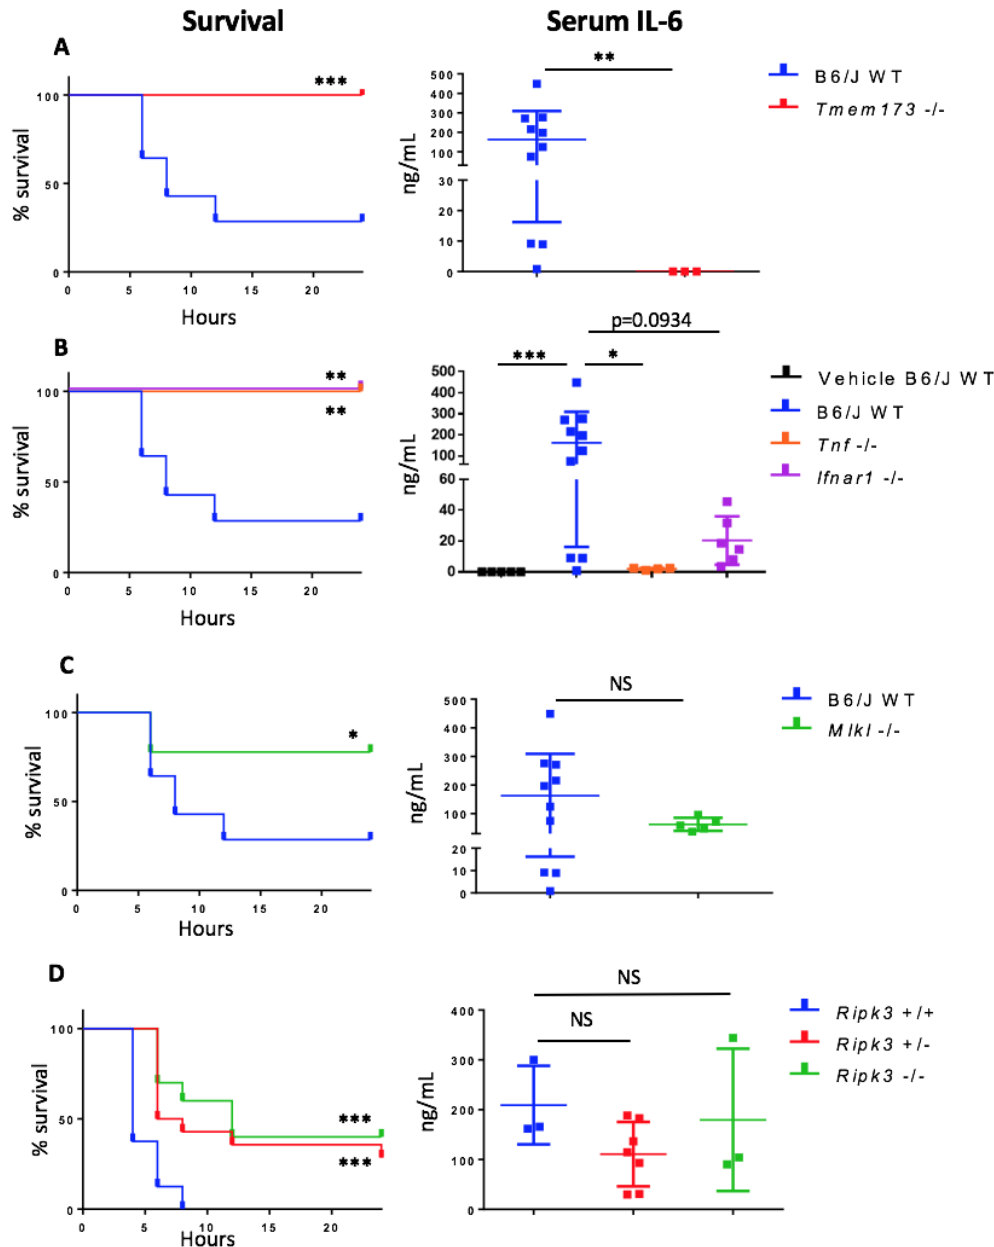 Survival
Serum IL-6
A
***
100
50
0
0 5 10 15 20
% survival
Hours
**
500
400
300
200
100
30
20
10
0
ng/mL
B6/J WT
Tmem173 -/-
B
**
**
100
50
0
0 5 10 15 20
% survival
Hours
p=0.0934
***
*
500
400
300
200
100
60
40
20
0
ng/mL
Vehicle B6/J WT
B6/J WT
Tnf -/-
Ifnar1 -/-
C
*
100
50
0
0 5 10 15 20
% survival
Hours
NS
500
400
300
200
100
20
10
0
ng/mL
B6/J WT
Mlkl -/-
D
***
***
100
50
0
0 5 10 15 20
% survival
Hours
NS
NS
400
300
200
100
0
ng/mL
Ripk3 +/+
Ripk3 +/-
Ripk3 -/-